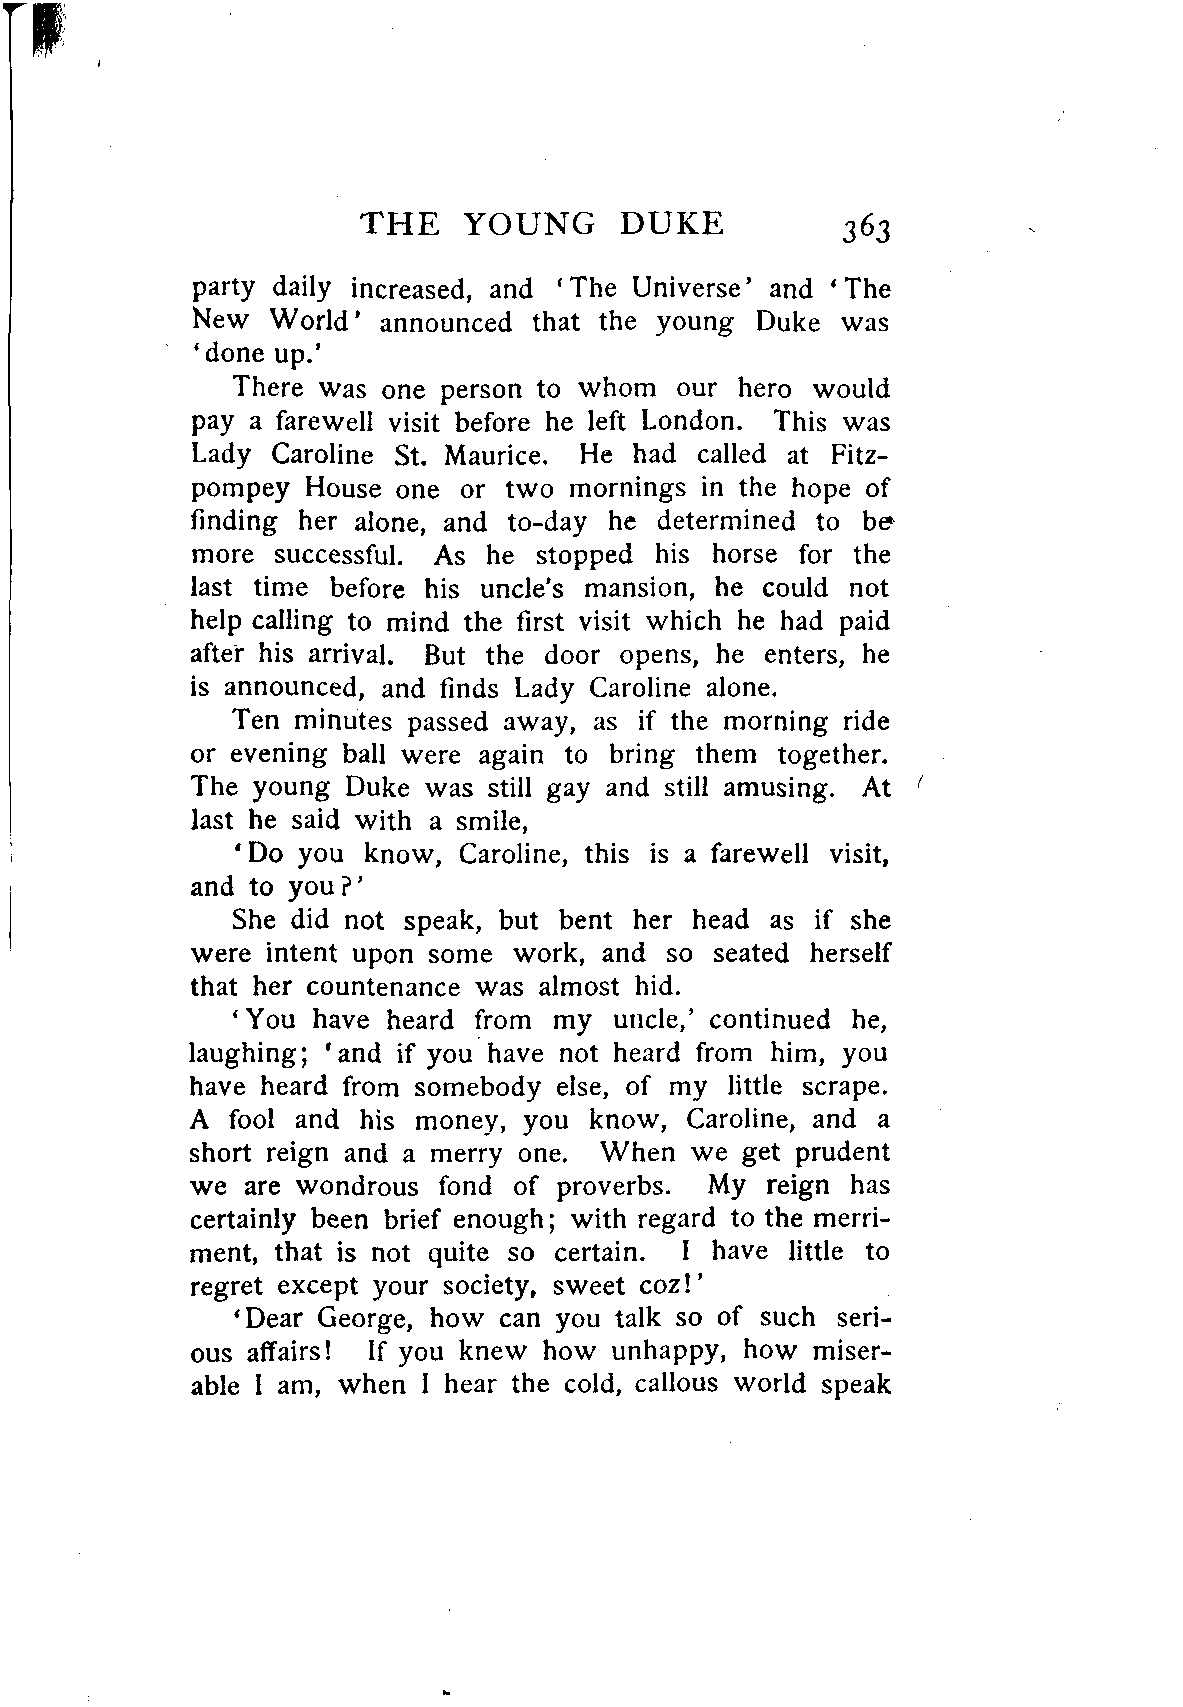 THE YOUNG DUKE 363
party daily increased, and ‘The Universe’ and ‘The
New World’ announced that the young Duke was
‘done up.’
There was one person to whom our hero would
pay a farewell visit before he left London. This was
Lady Caroline St. Maurice. He had called at Fitz-
pompey House one or two mornings in the hope of
finding her alone, and to-day he determined to be
more successful. As he stopped his horse for the
last time before his uncle's mansion, he could not
help calling to mind the first visit which he had paid
after his arrival. But the door opens, he enters, he
is announced, and finds Lady Caroline alone.
Ten minutes passed away, as if the morning ride
or evening ball were again to bring them together.
The young Duke was still gay and still amusing. At
last he said with a smile,
‘Do you know, Caroline, this is a farewell visit,
and to you?’
She did not speak, but bent her head as if she
were intent upon some work, and so seated herself
that her countenance was almost hid.
‘You have heard from my uncle,’ continued he,
laughing; ‘and if you have not heard from him, you
have heard from somebody else, of my little scrape.
A fool and his money, you know, Caroline, and a
short reign and a merry one. When we get prudent
we are wondrous fond of proverbs. My reign has
certainly been brief enough; with regard to the merri-
ment, that is not quite so certain. I have little to
regret except your society, sweet coz!’
‘Dear George, how can you talk so of such seri-
ous affairs! If you knew how unhappy, how miser-
able I am, when I hear the cold, callous world speak